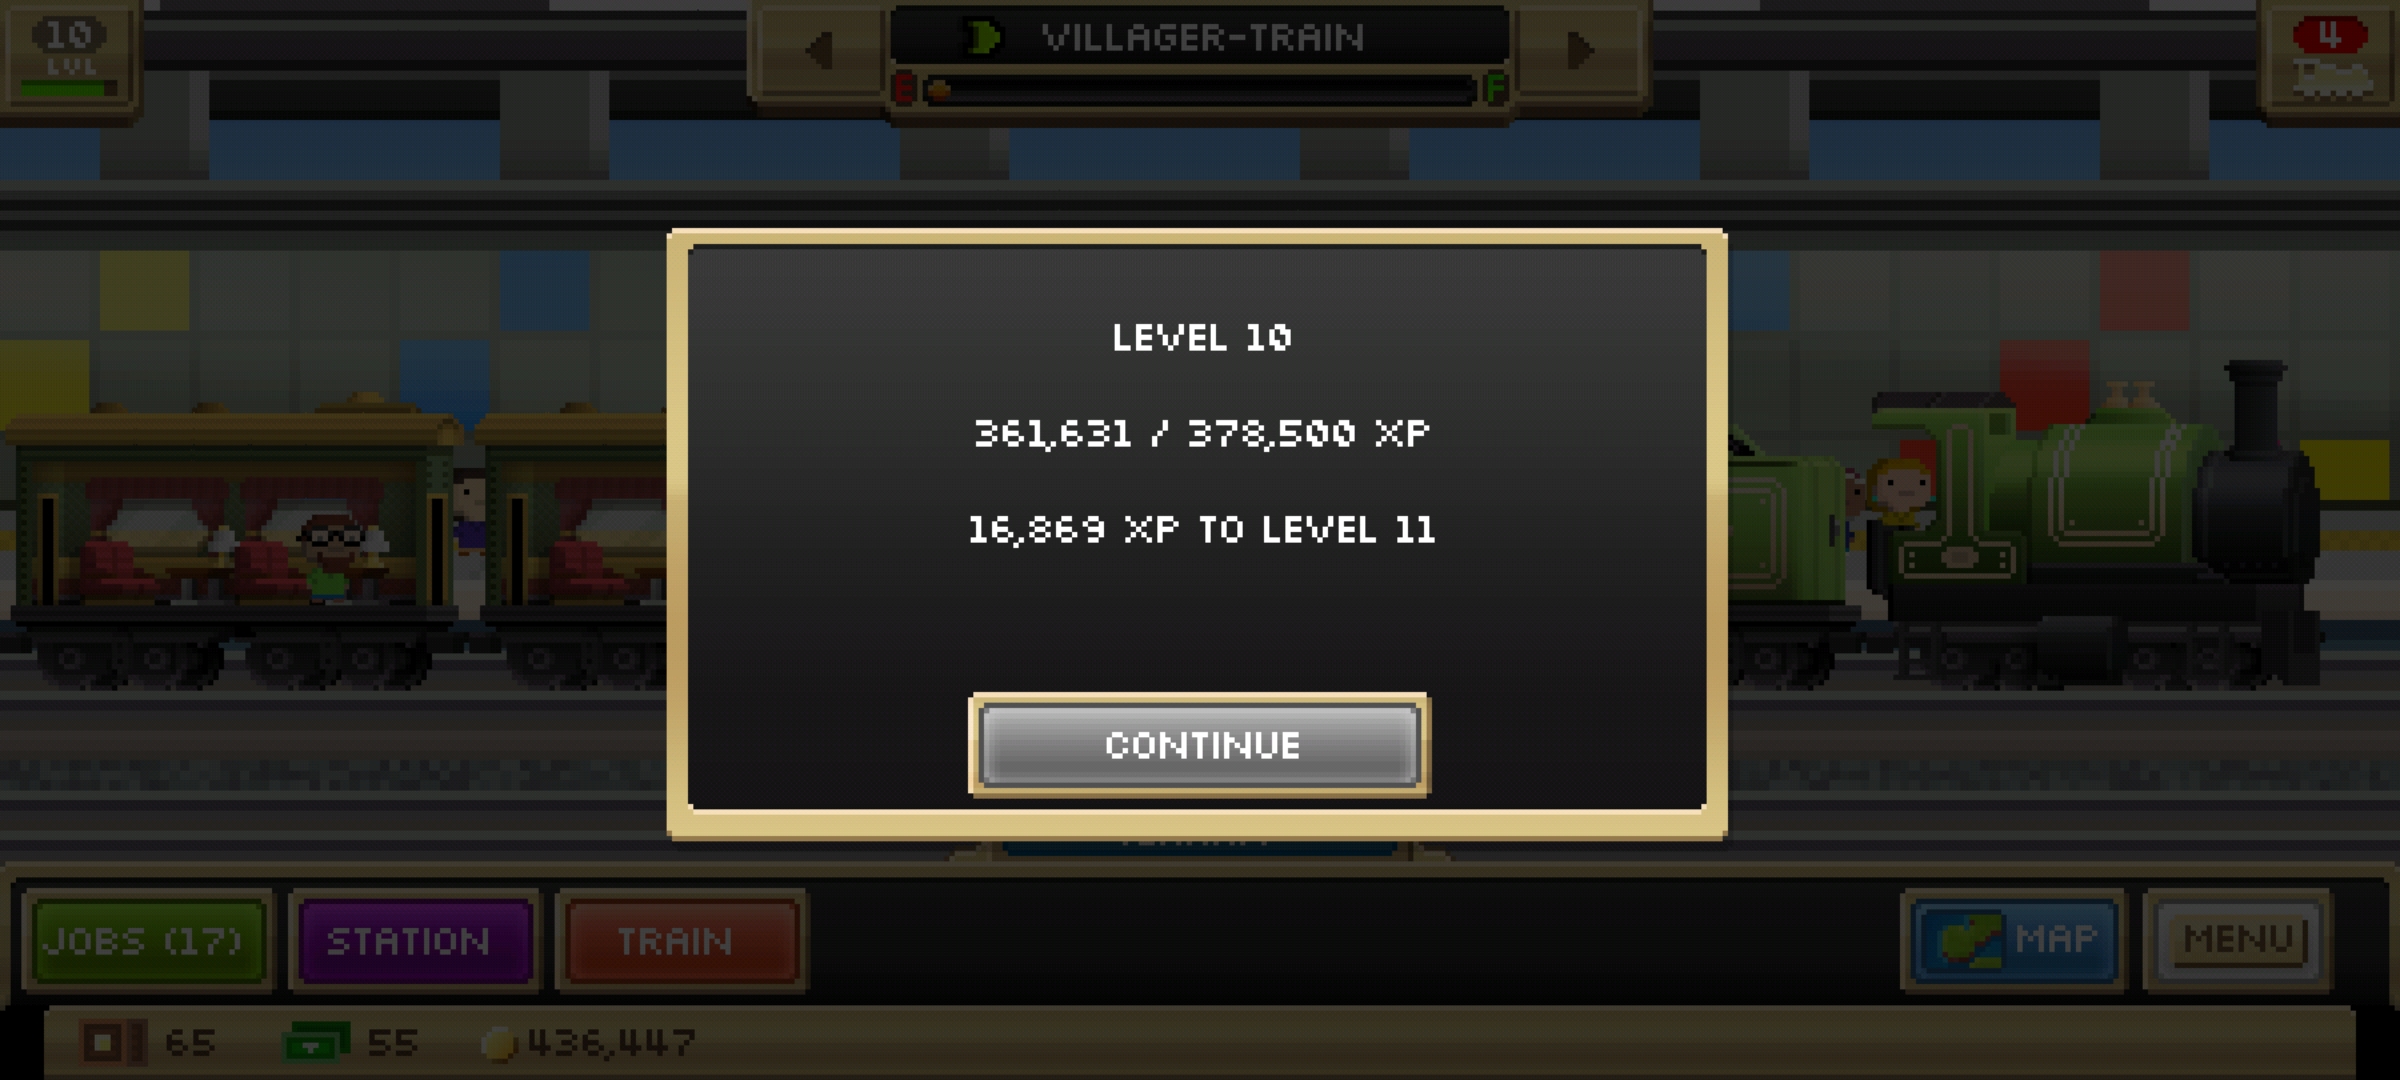 10
LVL
VILLAGER-TRAIN
E
F
4
LEVEL 10
361,631 / 378,500 XP
16,869 XP TO LEVEL 11
CONTINUE
JOBS (17)
STATION
TRAIN
MAP
MENU
65
55
436,447